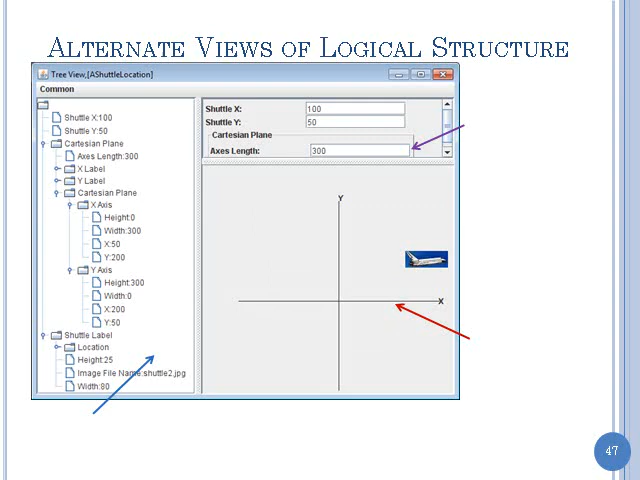 Alternate Views of Logical Structure
Tree View,[AShuttleLocation]
Common
Shuttle X:100
Shuttle Y:50
Cartesian Plane
Axes Length:300
X Label
Y Label
Cartesian Plane
X Axis
Height:0
Width:300
X:50
Y:200
Y Axis
Height:300
Width:0
X:200
Y:50
Shuttle Label
Location
Height:25
Image File Name:shuttle2.jpg
Width:80
Shuttle X: 100
Shuttle Y: 50
Cartesian Plane
Axes Length: 300
Y
X
47